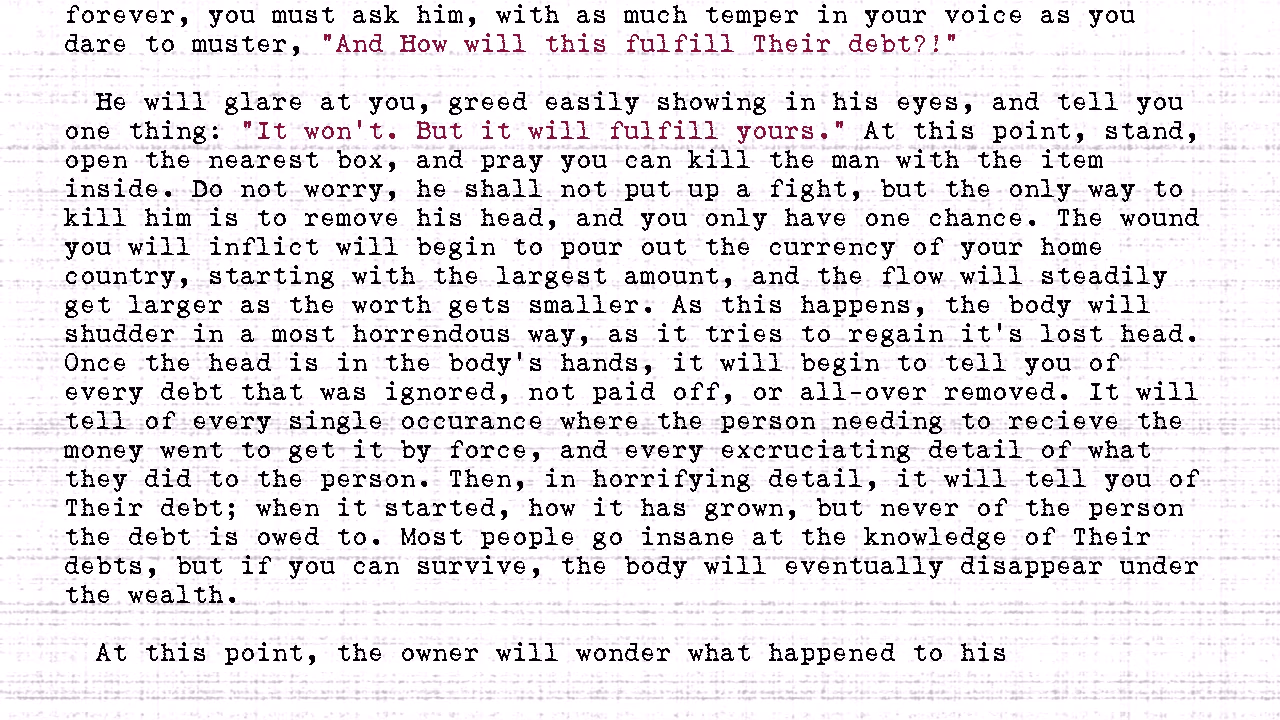 forever, you must ask him, with as much temper in your voice as you
dare to muster, "And How will this fulfill Their debt?!"
He will glare at you, greed easily showing in his eyes, and tell you
one thing: "It won't. But it will fulfill yours." At this point, stand,
open the nearest box, and pray you can kill the man with the item
inside. Do not worry, he shall not put up a fight, but the only way to
kill him is to remove his head, and you only have one chance. The wound
you will inflict will begin to pour out the currency of your home
country, starting with the largest amount, and the flow will steadily
get larger as the worth gets smaller. As this happens, the body will
shudder in a most horrendous way, as it tries to regain it's lost head.
Once the head is in the body's hands, it will begin to tell you of
every debt that was ignored, not paid off, or all-over removed. It will
tell of every single occurance where the person needing to recieve the
money went to get it by force, and every excruciating detail of what
they did to the person. Then, in horrifying detail, it will tell you of
Their debt; when it started, how it has grown, but never of the person
the debt is owed to. Most people go insane at the knowledge of Their
debts, but if you can survive, the body will eventually disappear under
the wealth.
At this point, the owner will wonder what happened to his